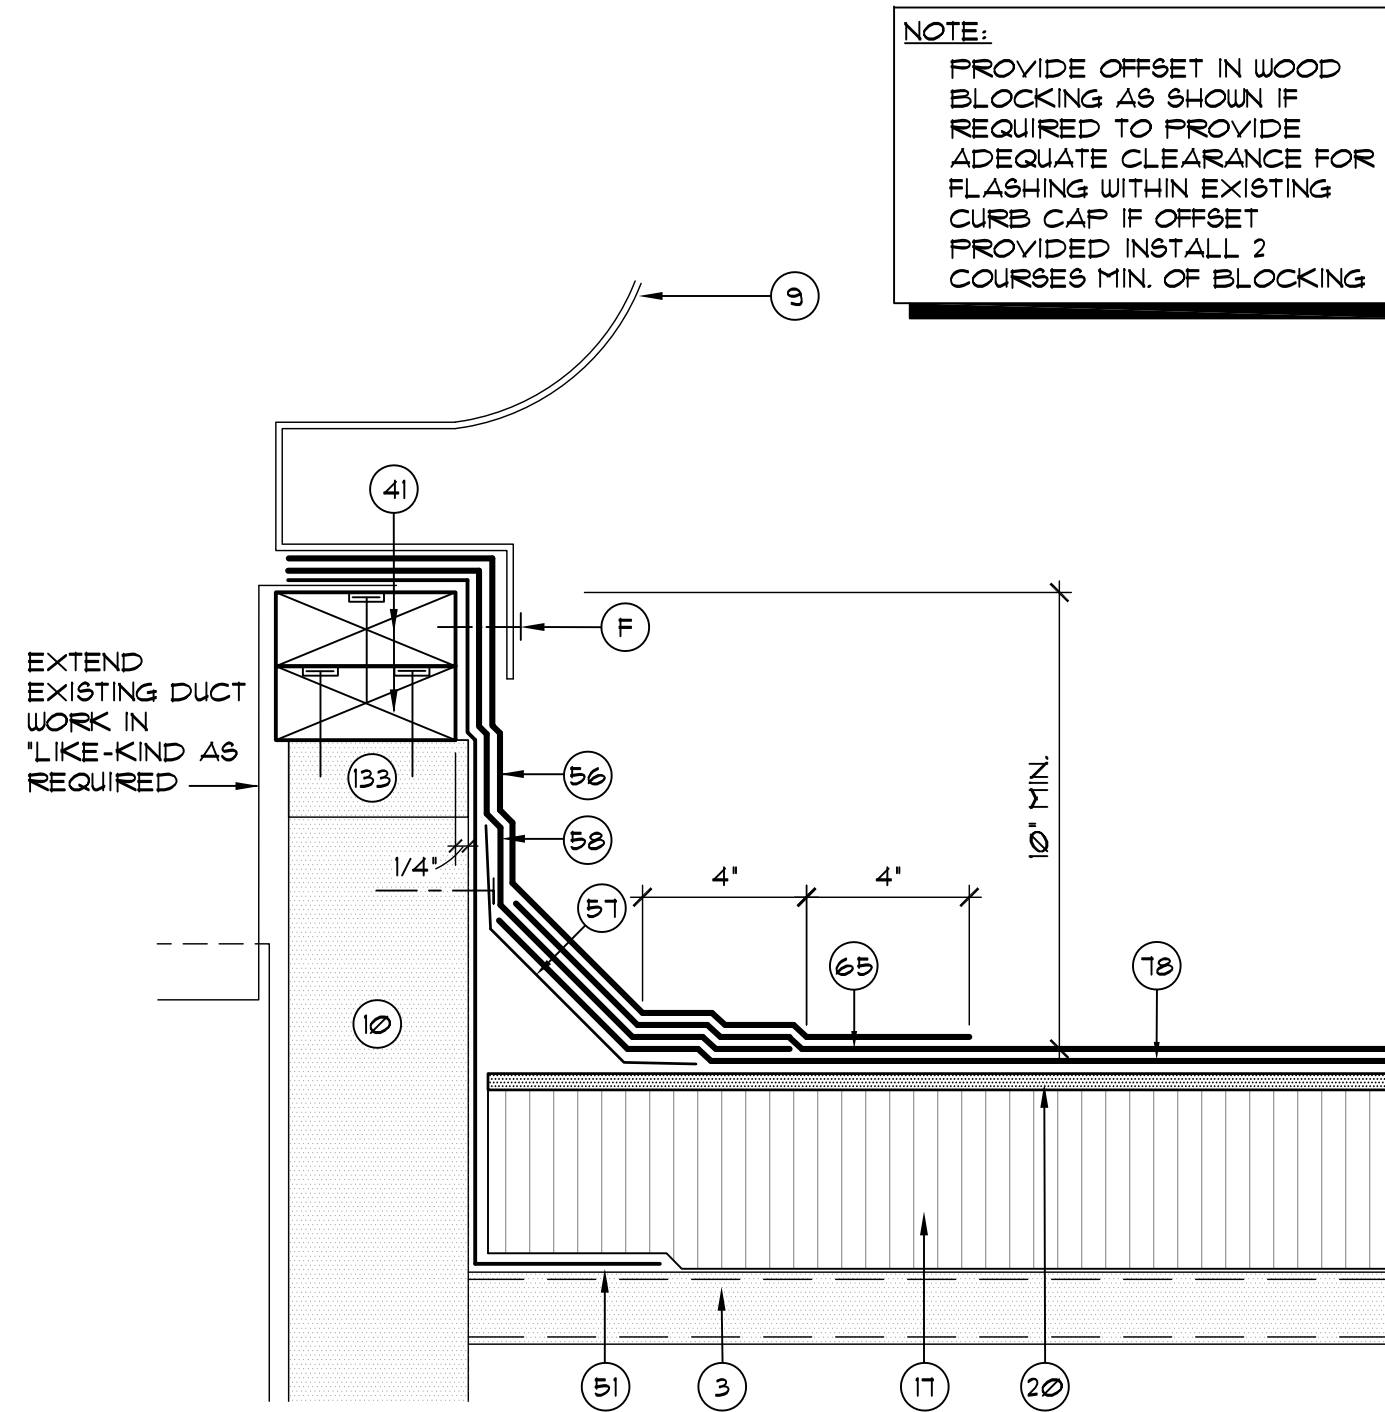 NOTE:
PROVIDE OFFSET IN WOOD
BLOCKING AS SHOWN IF
REQUIRED TO PROVIDE
ADEQUATE CLEARANCE FOR
FLASHING WITHIN EXISTING
CURB CAP IF OFFSET
PROVIDED INSTALL 2
COURSES MIN. OF BLOCKING
9
41
F
EXTEND
EXISTING DUCT
WORK IN
"LIKE-KIND AS
REQUIRED
133
56
58
1/4"
57
4"
4"
10" MIN.
65
78
10
51
3
17
20